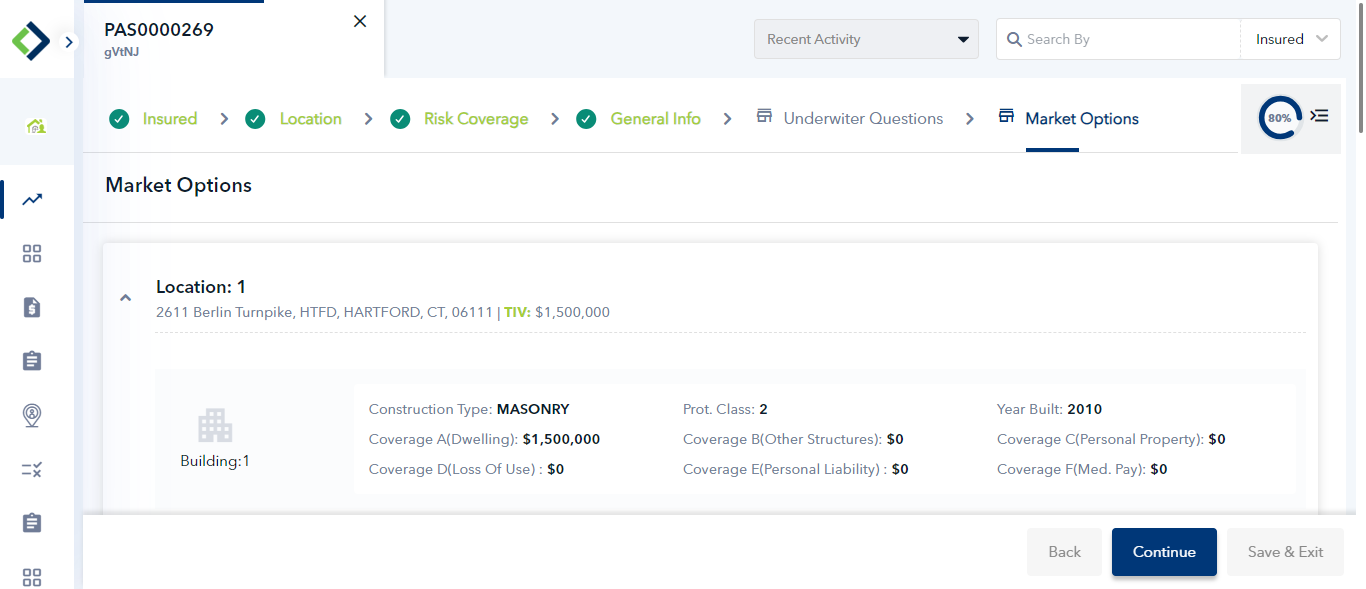 PAS0000269
gVtNJ
Recent Activity
Search By
Insured
Insured
Location
Risk Coverage
General Info
Underwiter Questions
Market Options
80%
Market Options
Location: 1
2611 Berlin Turnpike, HTFD, HARTFORD, CT, 06111 | TIV: $1,500,000
Building:1
Construction Type: MASONRY
Prot. Class: 2
Year Built: 2010
Coverage A(Dwelling): $1,500,000
Coverage B(Other Structures): $0
Coverage C(Personal Property): $0
Coverage D(Loss Of Use) : $0
Coverage E(Personal Liability) : $0
Coverage F(Med. Pay): $0
Back
Continue
Save & Exit